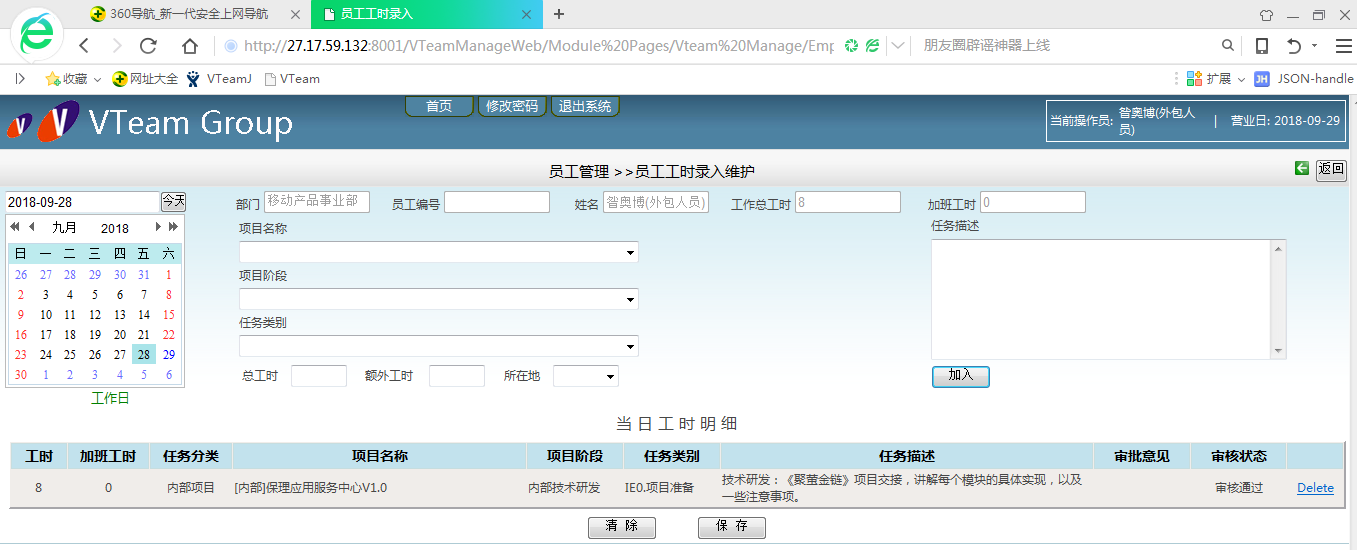 360导航_新一代安全上网导航
员工工时录入
http://27.17.59.132:8001/VTeamManageWeb/Module%20Pages/Vteam%20Manage/Emp
朋友圈辟谣神器上线
收藏 网址大全 VTeamJ VTeam 扩展 JH JSON-handle
V V VTeam Group
首页 修改密码 退出系统
当前操作员: 昝奥博(外包人员) | 营业日: 2018-09-29
员工管理 >>员工工时录入维护
返回
2018-09-28 今天
部门 移动产品事业部 员工编号 姓名 昝奥博(外包人员) 工作总工时 8 加班工时 0
九月 2018
日 一 二 三 四 五 六
26 27 28 29 30 31 1
2 3 4 5 6 7 8
9 10 11 12 13 14 15
16 17 18 19 20 21 22
23 24 25 26 27 28 29
30 1 2 3 4 5 6
工作日
项目名称
项目阶段
任务类别
总工时 额外工时 所在地
任务描述
加入
当日工时明细
工时 加班工时 任务分类 项目名称 项目阶段 任务类别 任务描述 审批意见 审核状态
8 0 内部项目 [内部]保理应用服务中心V1.0 内部技术研发 IE0.项目准备 技术研发：《聚萤金链》项目交接，讲解每个模块的具体实现，以及
一些注意事项。 审核通过 Delete
清 除 保 存